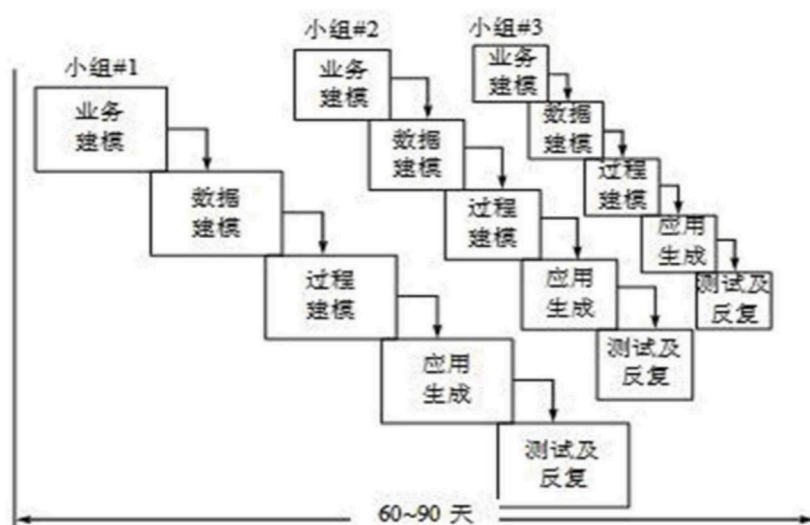 小组#1
业务
建模
数据
建模
过程
建模
应用
生成
测试及
反复
小组#2
业务
建模
数据
建模
过程
建模
应用
生成
测试及
反复
小组#3
业务
建模
数据
建模
过程
建模
应用
生成
测试及
反复
60~90 天